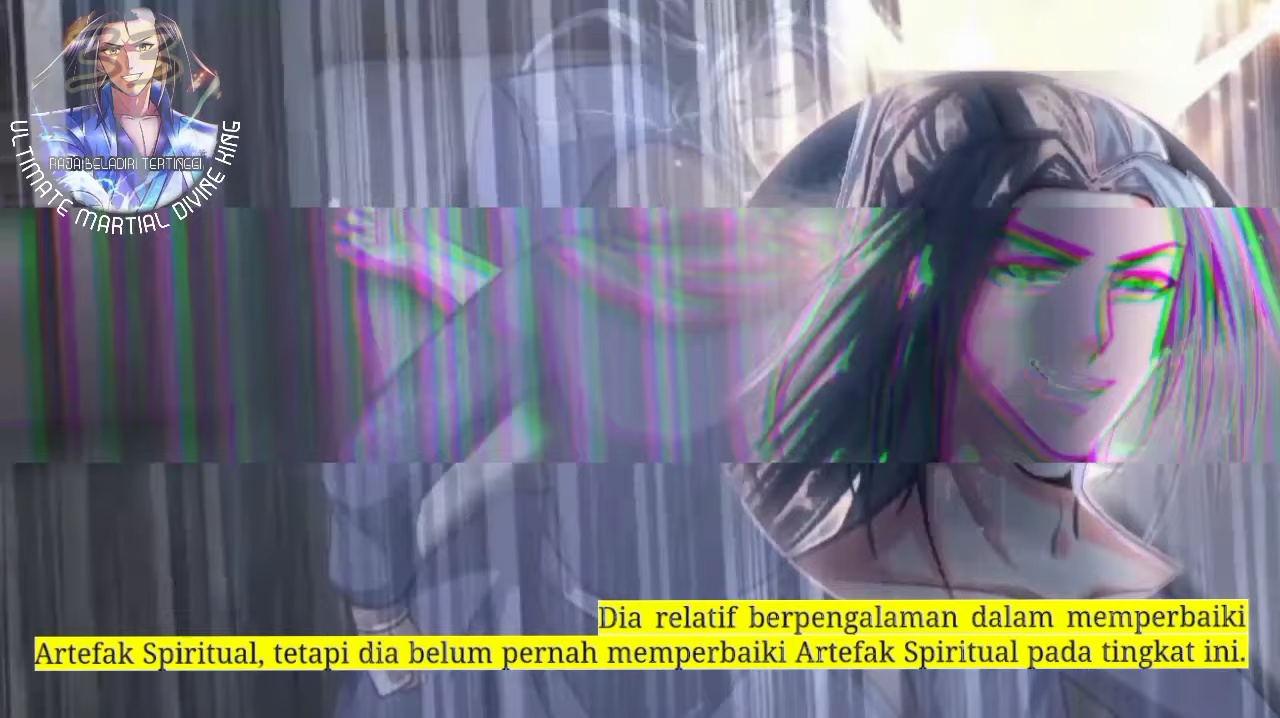 RAJA BELADIRI TERTINGGI
ULTIMATE MARTIAL DIVINE KING
Dia relatif berpengalaman dalam memperbaiki
Artefak Spiritual, tetapi dia belum pernah memperbaiki Artefak Spiritual pada tingkat ini.